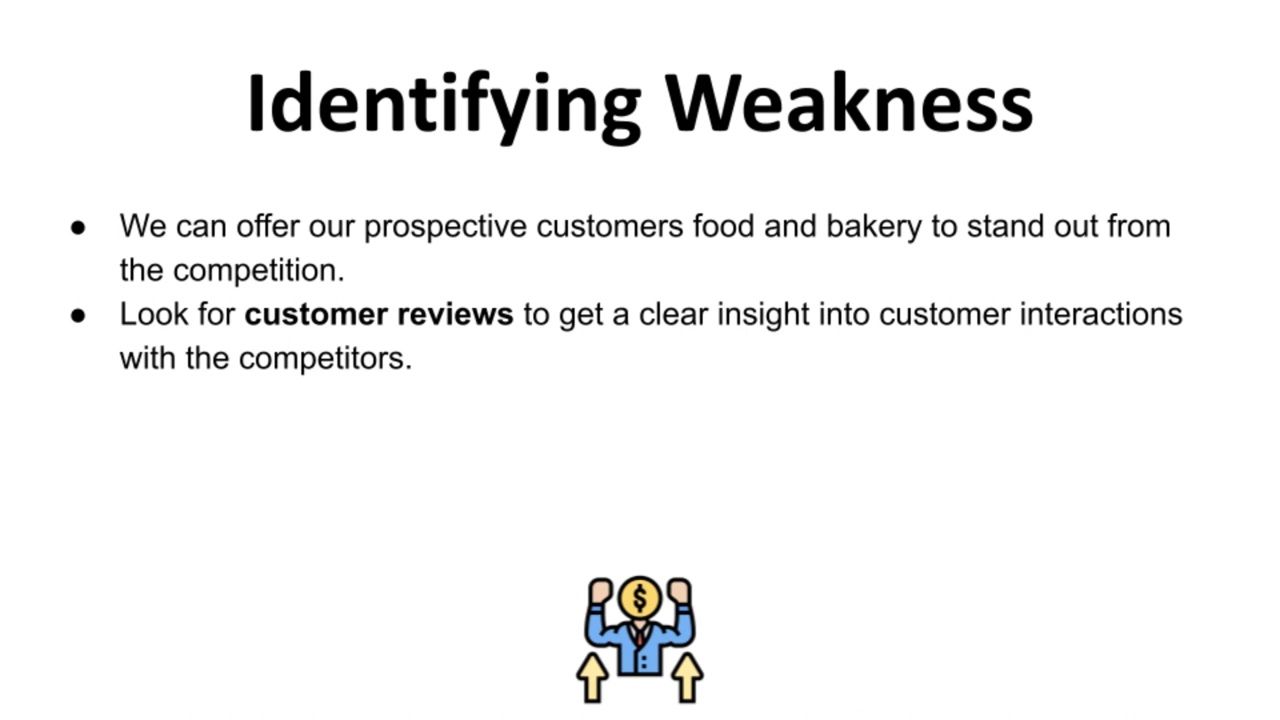 Identifying Weakness
● We can offer our prospective customers food and bakery to stand out from
the competition.
● Look for customer reviews to get a clear insight into customer interactions
with the competitors.
$